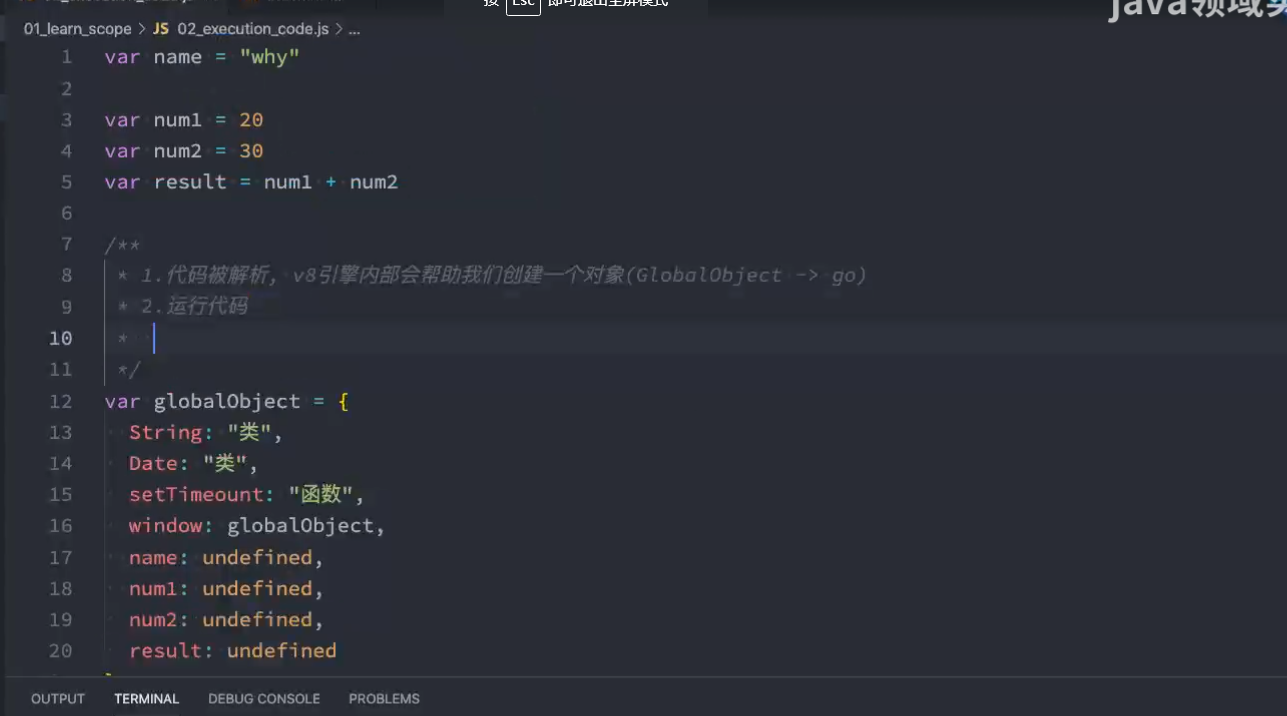 按 Esc 即可退出全屏模式
java领域
01_learn_scope > JS 02_execution_code.js > ...
1 var name = "why"
2
3 var num1 = 20
4 var num2 = 30
5 var result = num1 + num2
6
7 /**
8 * 1.代码被解析, v8引擎内部会帮助我们创建一个对象(GlobalObject -> go)
9 * 2.运行代码
10 *
11 */
12 var globalObject = {
13 String: "类",
14 Date: "类",
15 setTimeount: "函数",
16 window: globalObject,
17 name: undefined,
18 num1: undefined,
19 num2: undefined,
20 result: undefined
OUTPUT TERMINAL DEBUG CONSOLE PROBLEMS